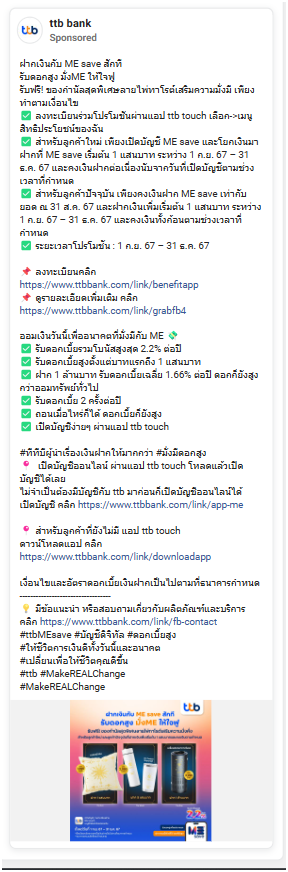 ttb bank
Sponsored
ฝากเงินกับ ME save สักที
รับดอกสูง มั่งME ให้ใจฟู
รับฟรี! ของกำนัลสุดพิเศษลายไพ่ทาโรต์เสริมความมั่งมี เพียง
ทำตามเงื่อนไข
✅ ลงทะเบียนร่วมโปรโมชันผ่านแอป ttb touch เลือก->เมนู
สิทธิประโยชน์ของฉัน
✅ สำหรับลูกค้าใหม่ เพียงเปิดบัญชี ME save และโยกเงินมา
ฝากที่ ME save เริ่มต้น 1 แสนบาท ระหว่าง 1 ก.ย. 67 – 31
ธ.ค. 67 และคงเงินฝากต่อเนื่องนับจากวันที่เปิดบัญชีตามช่วง
เวลาที่กำหนด
✅ สำหรับลูกค้าปัจจุบัน เพียงคงเงินฝาก ME save เท่ากับ
ยอด ณ 31 ส.ค. 67 และฝากเงินเพิ่มเริ่มต้น 1 แสนบาท ระหว่าง
1 ก.ย. 67 – 31 ธ.ค. 67 และคงเงินทั้งก้อนตามช่วงเวลาที่
กำหนด
✅ ระยะเวลาโปรโมชัน : 1 ก.ย. 67 – 31 ธ.ค. 67
📌 ลงทะเบียนคลิก
https://www.ttbbank.com/link/benefitapp
📌 ดูรายละเอียดเพิ่มเติม คลิก
https://www.ttbbank.com/link/grabfb4
ออมเงินวันนี้เพื่ออนาคตที่มั่งมีกับ ME 💸
✅ รับดอกเบี้ยรวมโบนัสสูงสุด 2.2% ต่อปี
✅ รับดอกเบี้ยสูงตั้งแต่บาทแรกถึง 1 แสนบาท
✅ ฝาก 1 ล้านบาท รับดอกเบี้ยเฉลี่ย 1.66% ต่อปี ดอกก็ยังสูง
กว่าออมทรัพย์ทั่วไป
✅ รับดอกเบี้ย 2 ครั้งต่อปี
✅ ถอนเมื่อไหร่ก็ได้ ดอกเบี้ยก็ยังสูง
✅ เปิดบัญชีง่ายๆ ผ่านแอป ttb touch
#ทีทีบีผู้นำเรื่องเงินฝากให้มากกว่า #มั่งมีดอกสูง
📍 เปิดบัญชีออนไลน์ ผ่านแอป ttb touch โหลดแล้วเปิด
บัญชีได้เลย
ไม่จำเป็นต้องมีบัญชีกับ ttb มาก่อนก็เปิดออนไลน์ได้
เปิดบัญชี คลิก https://www.ttbbank.com/link/app-me
📍 สำหรับลูกค้าที่ยังไม่มี แอป ttb touch
ดาวน์โหลดแอป คลิก
https://www.ttbbank.com/link/downloadapp
เงื่อนไขและอัตราดอกเบี้ยเงินฝากเป็นไปตามที่ธนาคารกำหนด
--------------------------------
💡 มีข้อแนะนำ หรือสอบถามเกี่ยวกับผลิตภัณฑ์และบริการ
คลิก https://www.ttbbank.com/link/fb-contact
#ttbMEsave #บัญชีดิจิทัล #ดอกเบี้ยสูง
#ให้ชีวิตการเงินดีทั้งวันนี้และอนาคต
#เปลี่ยนเพื่อให้ชีวิตคุณดีขึ้น
#ttb #MakeREALChange
#MakeREALChange
ttb
ฝากเงินกับ ME save สักที
รับดอกสูง มั่งME ให้ใจฟู
ME